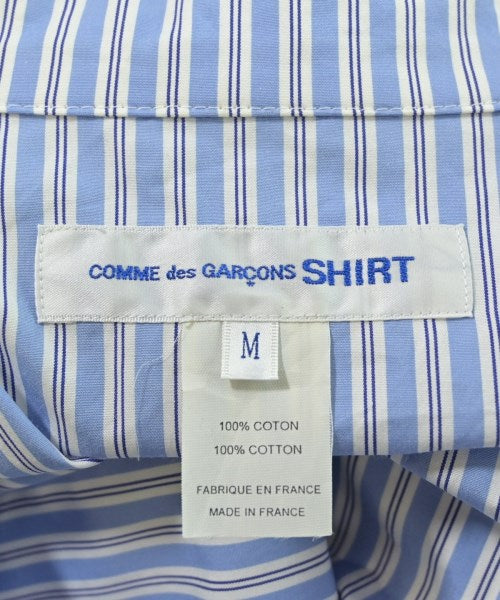 COMME des GARÇONS SHIRT
M
100% COTON
100% COTTON
FABRIQUE EN FRANCE
MADE IN FRANCE